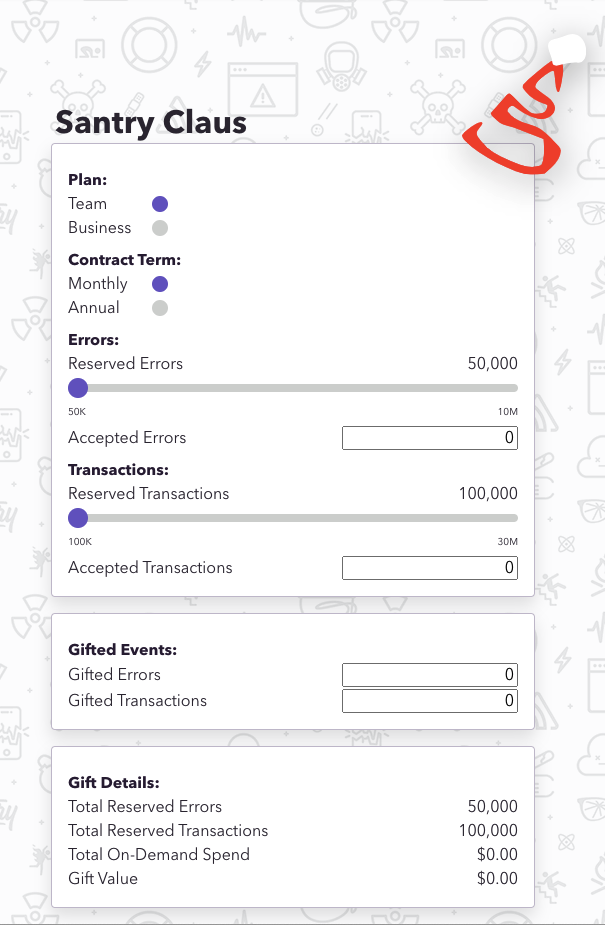 Santry Claus
Plan:
Team
Business
Contract Term:
Monthly
Annual
Errors:
Reserved Errors 50,000
50K 10M
Accepted Errors 0
Transactions:
Reserved Transactions 100,000
100K 30M
Accepted Transactions 0
Gifted Events:
Gifted Errors 0
Gifted Transactions 0
Gift Details:
Total Reserved Errors 50,000
Total Reserved Transactions 100,000
Total On-Demand Spend $0.00
Gift Value $0.00